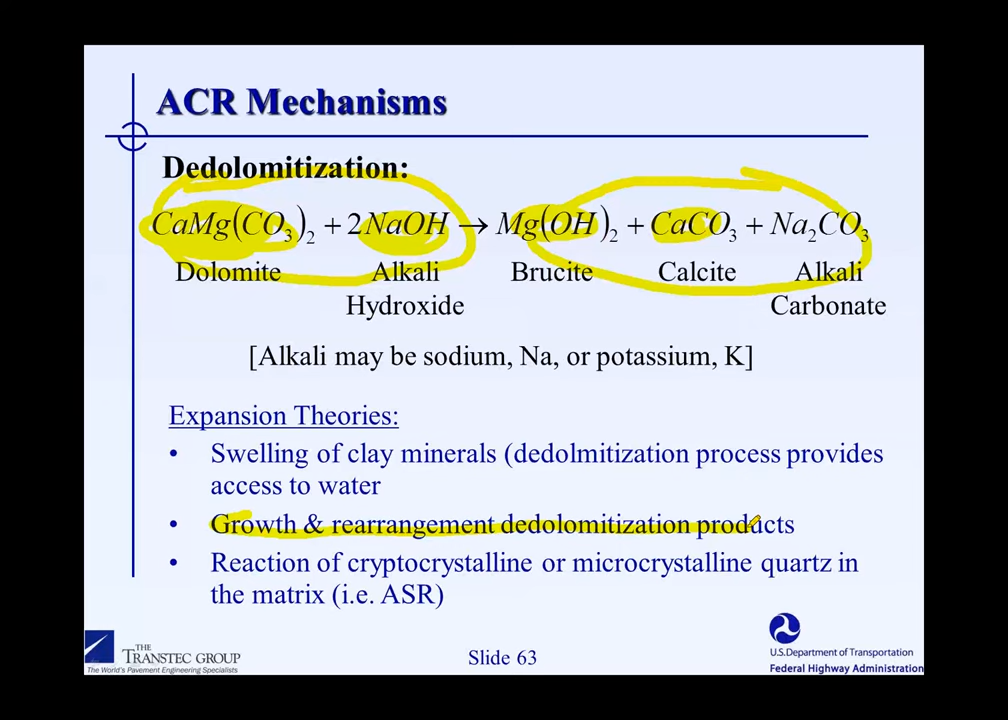 ACR Mechanisms
Dedolomitization:
CaMg(CO₃)₂ + 2NaOH → Mg(OH)₂ + CaCO₃ + Na₂CO₃
Dolomite Alkali Brucite Calcite Alkali
Hydroxide Carbonate
[Alkali may be sodium, Na, or potassium, K]
Expansion Theories:
• Swelling of clay minerals (dedolmitization process provides
access to water
• Growth & rearrangement dedolomitization products
• Reaction of cryptocrystalline or microcrystalline quartz in
the matrix (i.e. ASR)
THE
TRANSTEC GROUP
The World's Pavement Engineering Specialists
Slide 63
U.S.Department of Transportation
Federal Highway Administration